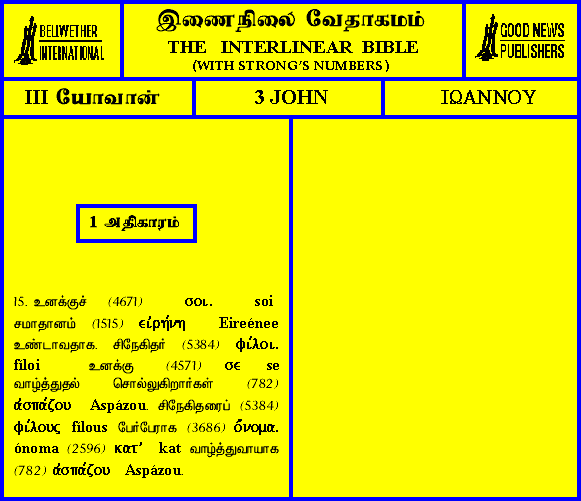 BELLWETHER
INTERNATIONAL
இணைநிலை வேதாகமம்
THE INTERLINEAR BIBLE
(WITH STRONG'S NUMBERS)
GOOD NEWS
PUBLISHERS
III யோவான்
3 JOHN
ΙΩΑΝΝΟΥ
1 அதிகாரம்
15. உனக்குச் (4671) σοι. soi
சமாதானம் (1515) εἰρήνη Eireénee
உண்டாவதாக. சிநேகிதர் (5384) φίλοι.
fíloi உனக்கு (4571) σε se
வாழ்த்துதல் சொல்லுகிறார்கள் (782)
ἀσπάζου Aspázou. சிநேகிதரைப் (5384)
φίλους fílous பேர்பேராக (3686) ὄνομα.
ónoma (2596) κατ' kat வாழ்த்துவாயாக
(782) ἀσπάζου Aspázou.